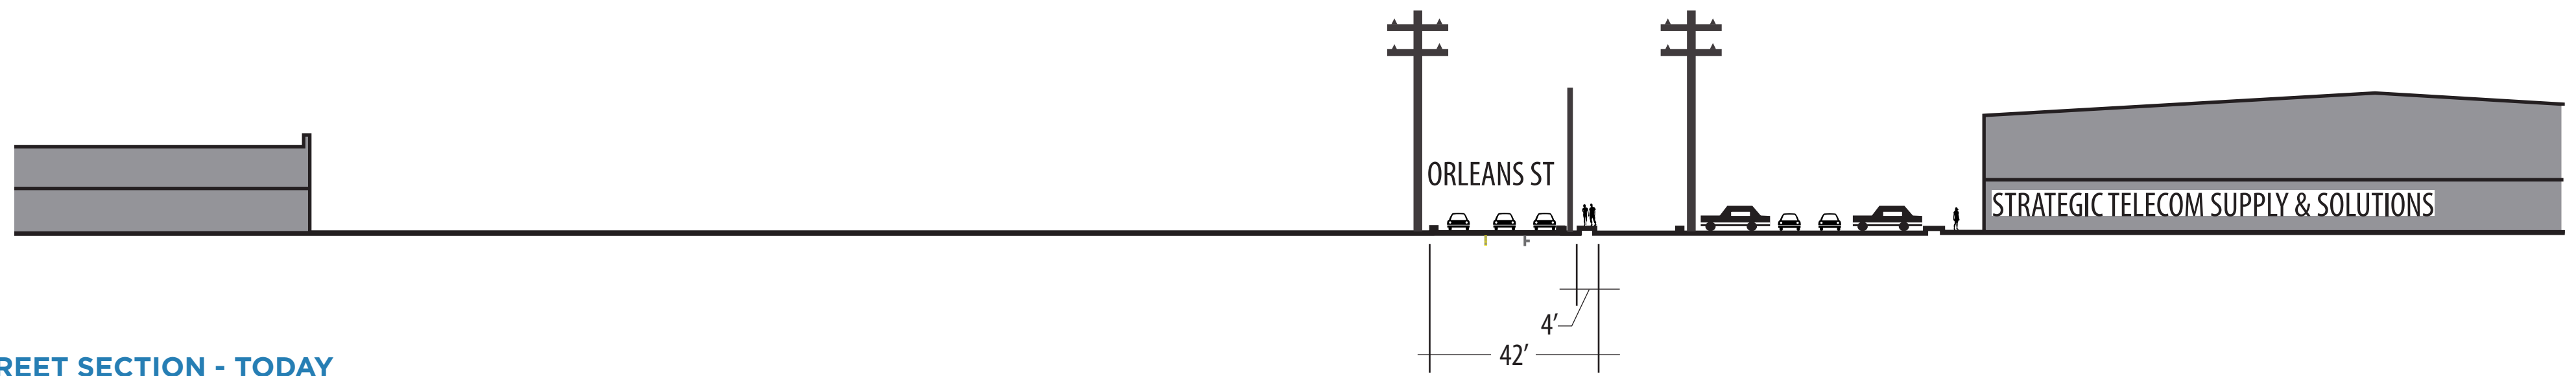 ORLEANS ST
STRATEGIC TELECOM SUPPLY & SOLUTIONS
4’
42’
REET SECTION - TODAY